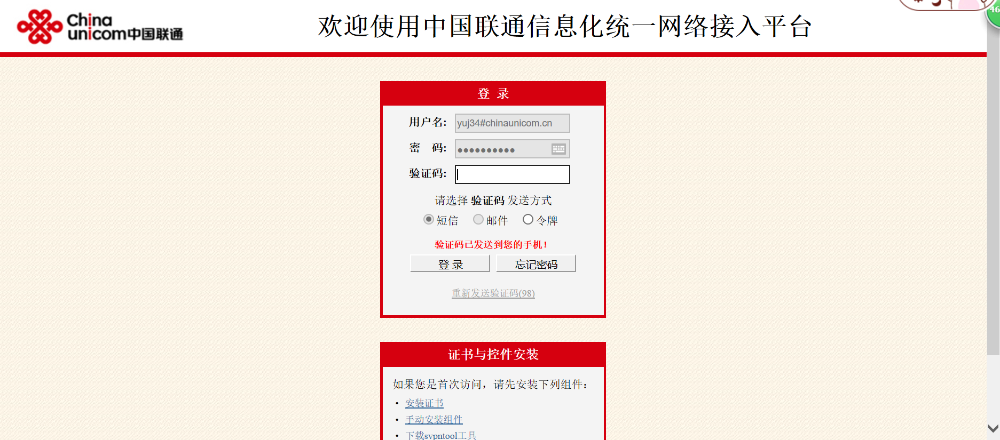 China
unicom中国联通
欢迎使用中国联通信息化统一网络接入平台
46
登 录
用户名: yuj34#chinaunicom.cn
密 码: ●●●●●●●●●●
验证码:
请选择 验证码 发送方式
短信 邮件 令牌
验证码已发送到您的手机!
登 录 忘记密码
重新发送验证码(98)
证书与控件安装
如果您是首次访问，请先安装下列组件：
· 安装证书
· 手动安装组件
· 下载svpntool工具